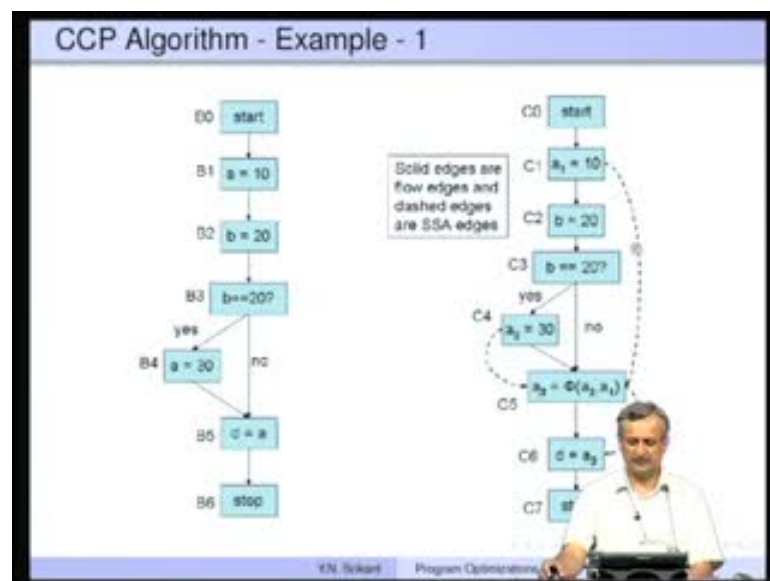 CCP Algorithm - Example - 1
B0 start
B1 a = 10
B2 b = 20
B3 b==20?
yes
no
B4 a = 30
B5 d = a
B6 stop
Solid edges are
flow edges and
dashed edges
are SSA edges
C0 start
C1 a₁ = 10
C2 b = 20
C3 b == 20?
yes
no
C4
a₂ = 30
a₃ = Φ(a₂, a₁)
C5
C6 d = a₃
C7
Y.N. Srikant Program Optimizations